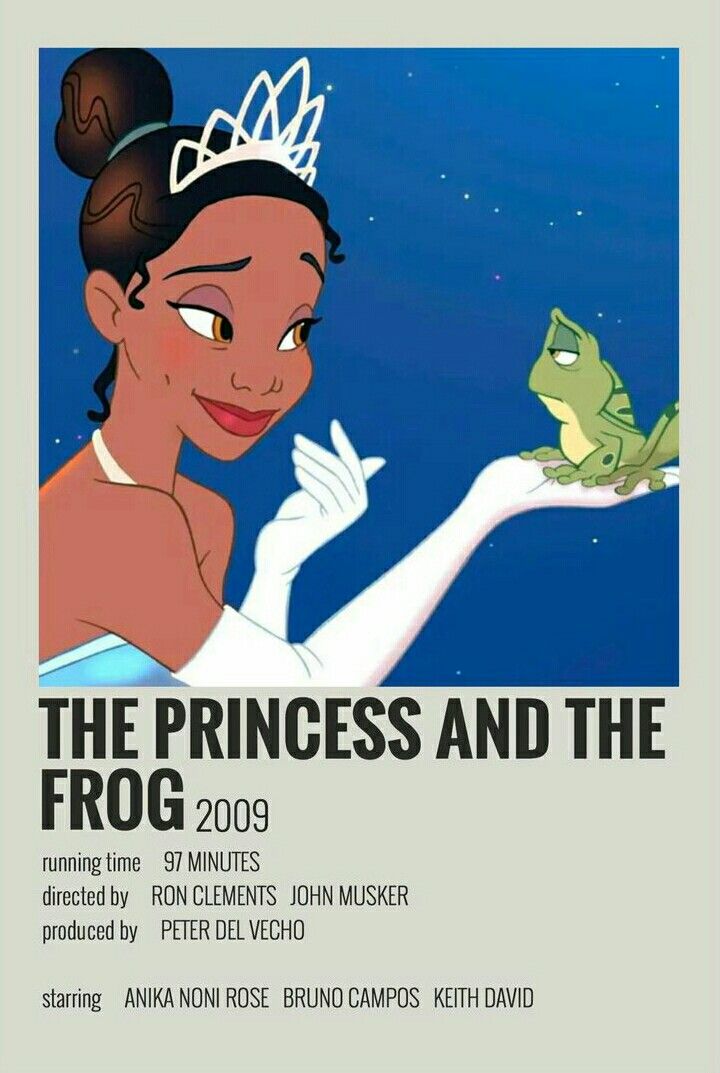 THE PRINCESS AND THE
FROG 2009
running time 97 MINUTES
directed by RON CLEMENTS JOHN MUSKER
produced by PETER DEL VECHO
starring ANIKA NONI ROSE BRUNO CAMPOS KEITH DAVID